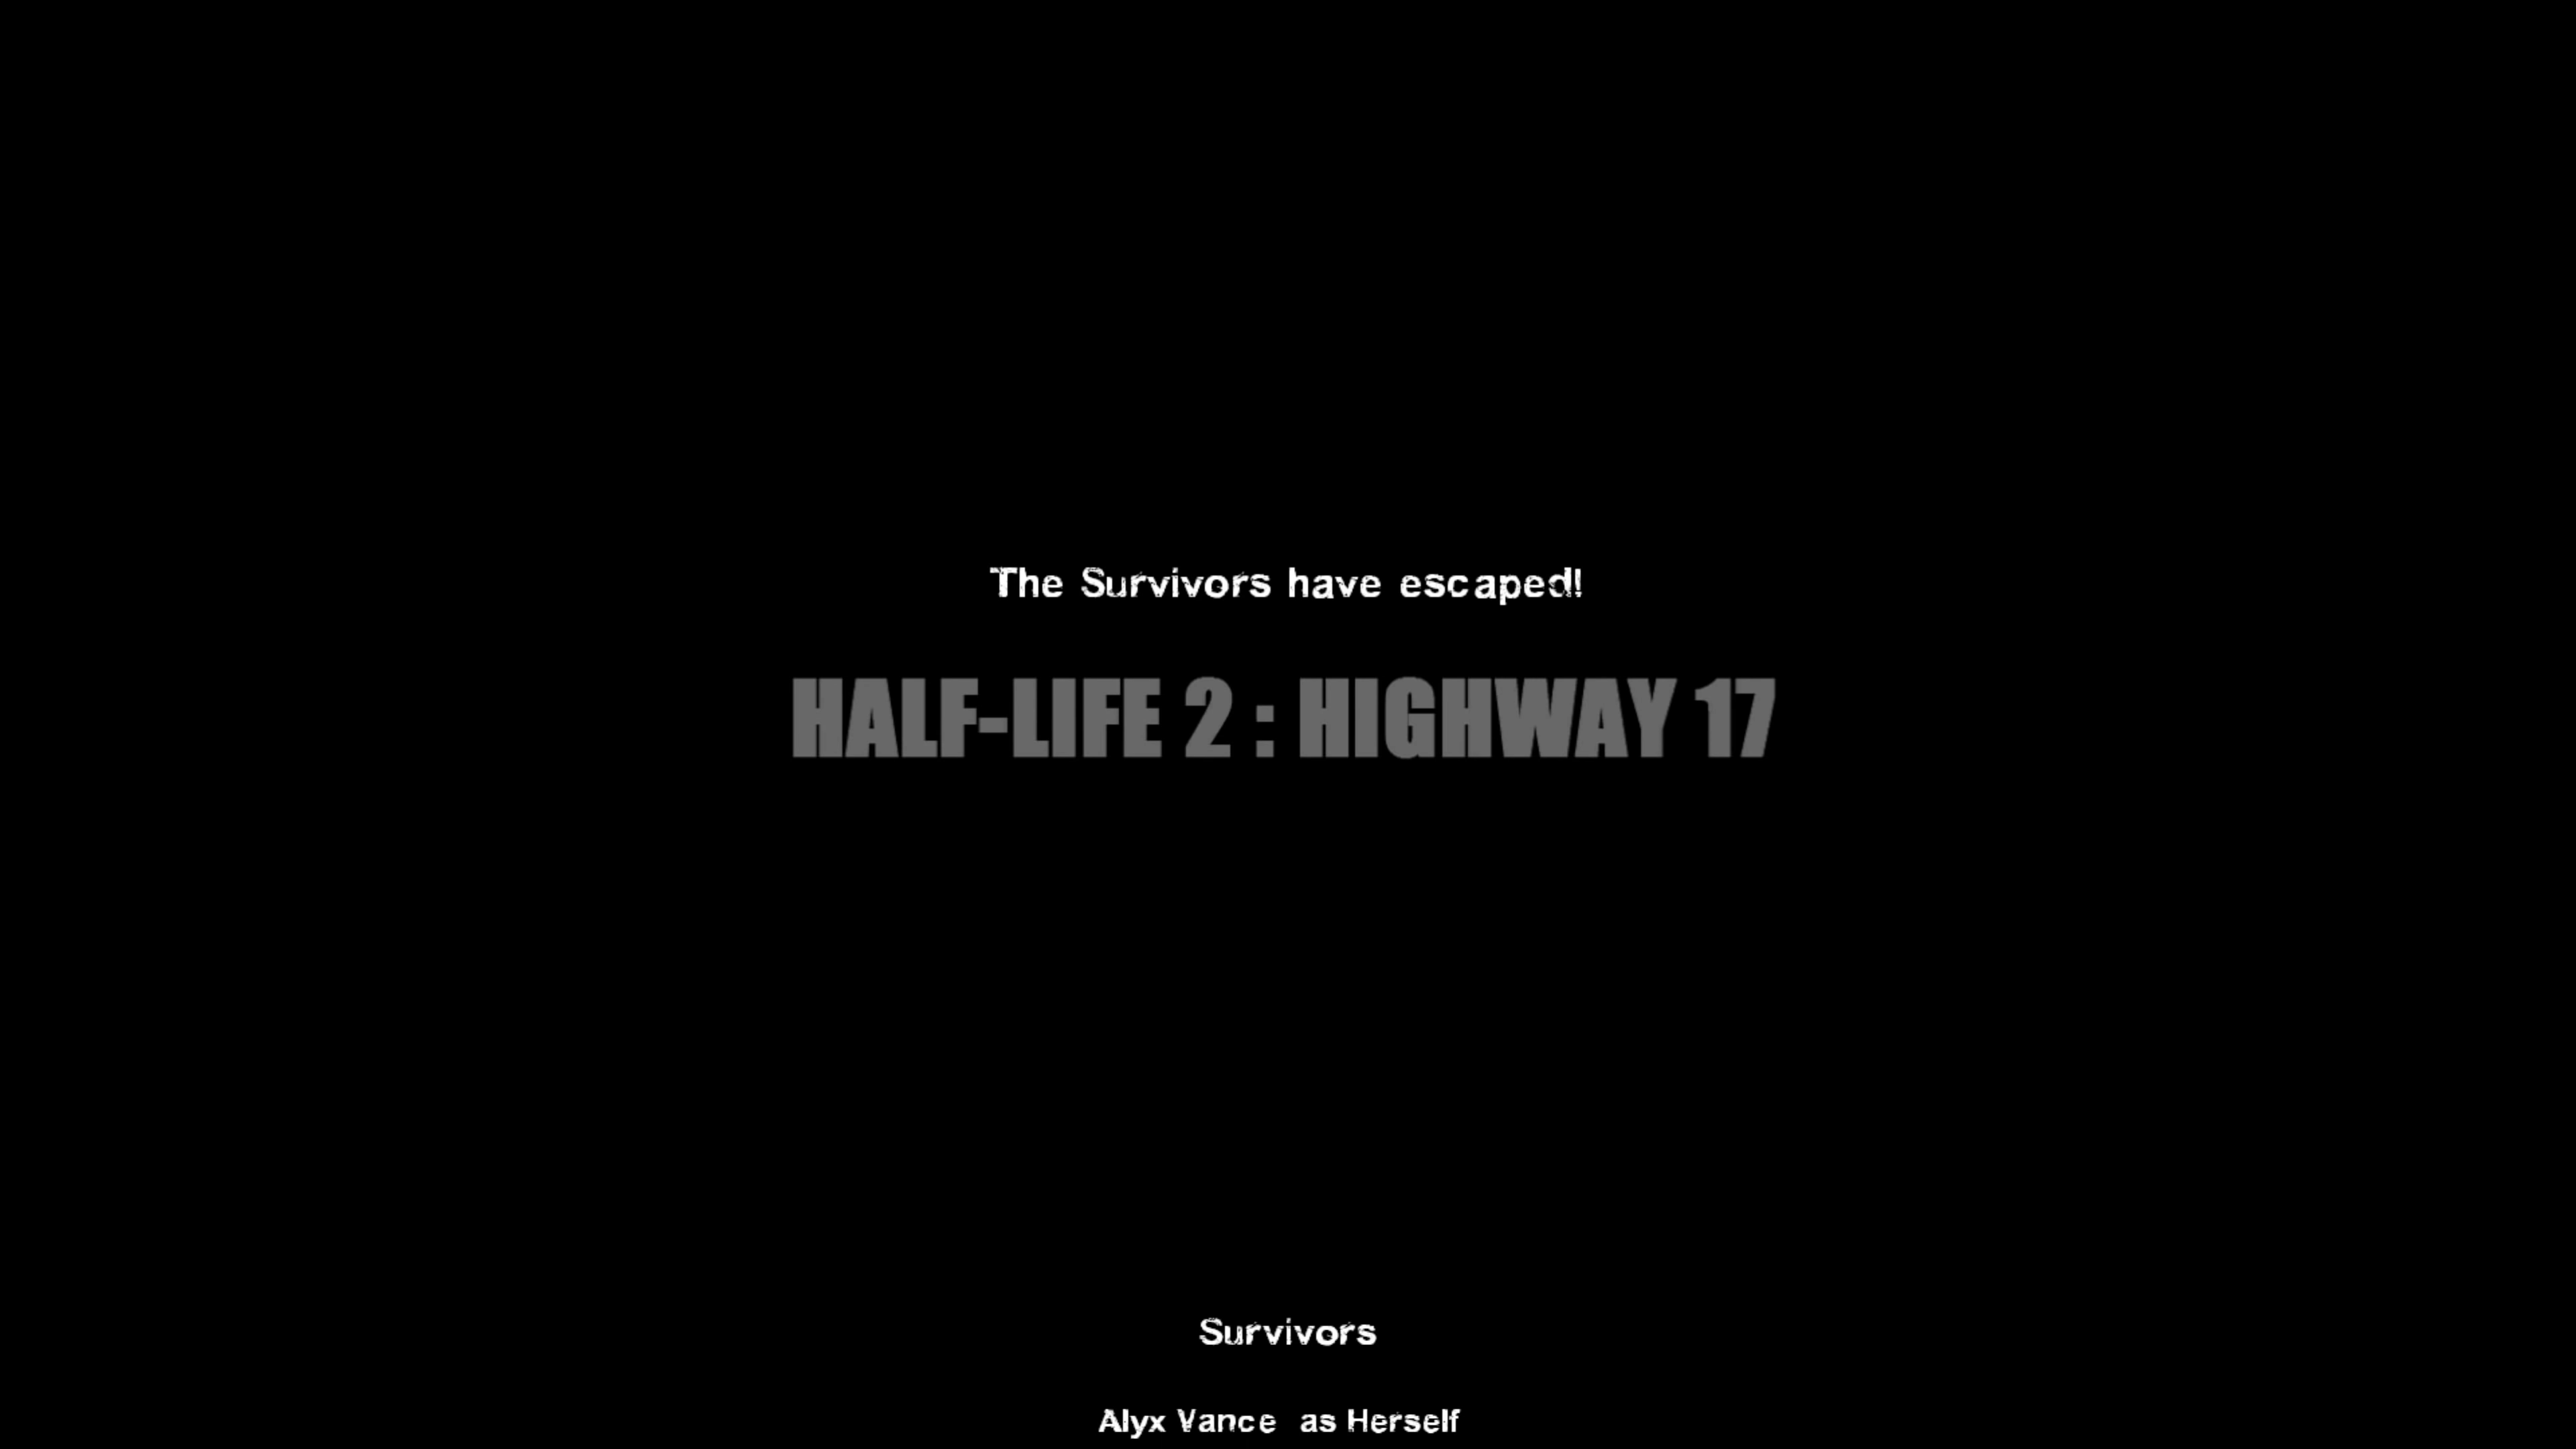 The Survivors have escaped!
HALF-LIFE 2 : HIGHWAY 17
Survivors
Alyx Vance as Herself